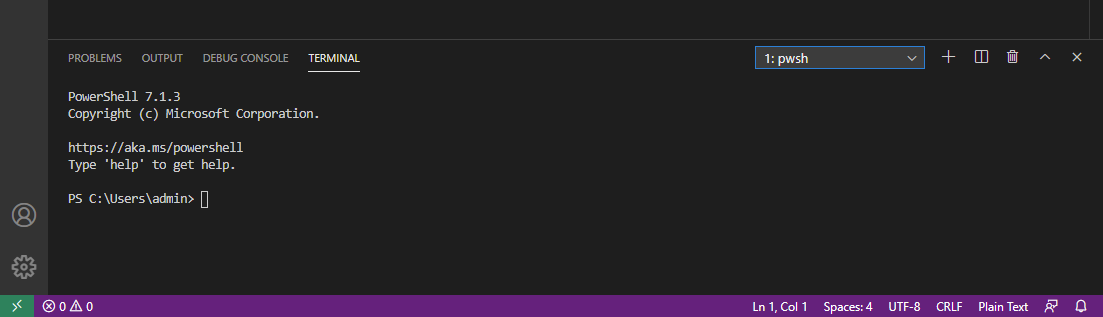 PROBLEMS OUTPUT DEBUG CONSOLE TERMINAL 1: pwsh
PowerShell 7.1.3
Copyright (c) Microsoft Corporation.
https://aka.ms/powershell
Type 'help' to get help.
PS C:\Users\admin>
0 0 Ln 1, Col 1 Spaces: 4 UTF-8 CRLF Plain Text